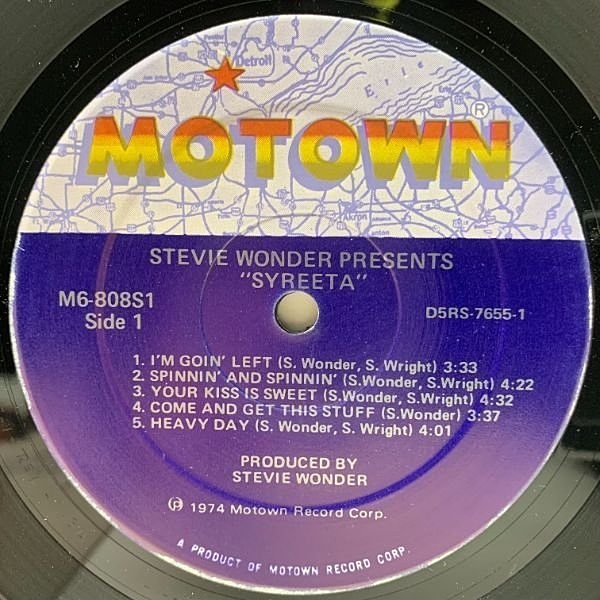 Detroit
Erie
MOTOWN®
Akron
Canton
STEVIE WONDER PRESENTS
"SYREETA"
M6-808S1
Side 1
D5RS-7655-1
1. I'M GOIN' LEFT (S. Wonder, S. Wright) 3:33
2. SPINNIN' AND SPINNIN' (S.Wonder, S.Wright) 4:22
3. YOUR KISS IS SWEET (S.Wonder, S. Wright) 4:32
4. COME AND GET THIS STUFF (S.Wonder) 3:37
5. HEAVY DAY (S. Wonder, S. Wright) 4:01
PRODUCED BY
STEVIE WONDER
℗ 1974 Motown Record Corp.
A PRODUCT OF MOTOWN RECORD CORP.